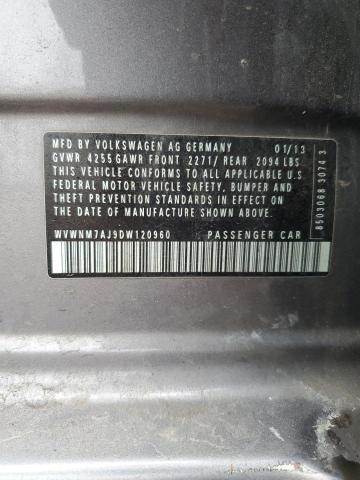 MFD BY VOLKSWAGEN AG GERMANY 01/13
GVWR 4255 GAWR FRONT 2271/ REAR 2094 LBS
THIS VEHICLE CONFORMS TO ALL APPLICABLE U.S.
FEDERAL MOTOR VEHICLE SAFETY, BUMPER, AND
THEFT PREVENTION STANDARDS IN EFFECT ON THE
DATE OF MANUFACTURE SHOWN ABOVE.
WVWNM7AJ9DW120960 PASSENGER CAR
8503068 3074 3